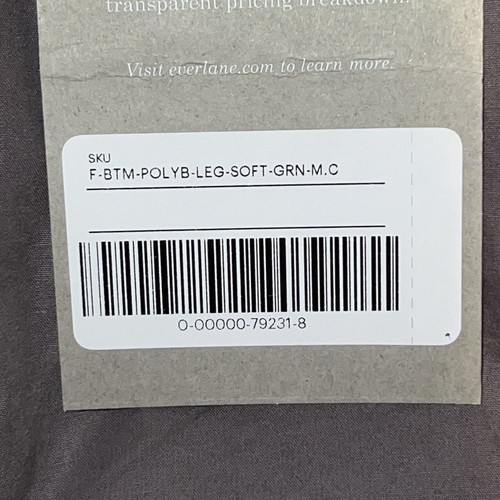 transparent pricing breakdown.
Visit everlane.com to learn more.
SKU
F-BTM-POLYB-LEG-SOFT-GRN-M.C
0-00000-79231-8